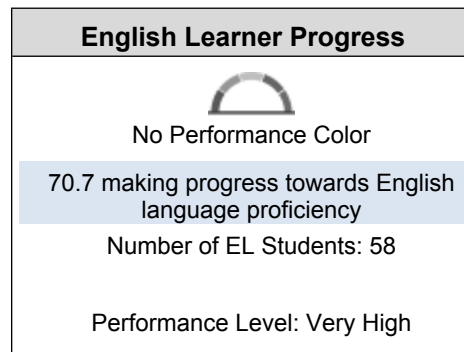 English Learner Progress
No Performance Color
70.7 making progress towards English
language proficiency
Number of EL Students: 58
Performance Level: Very High